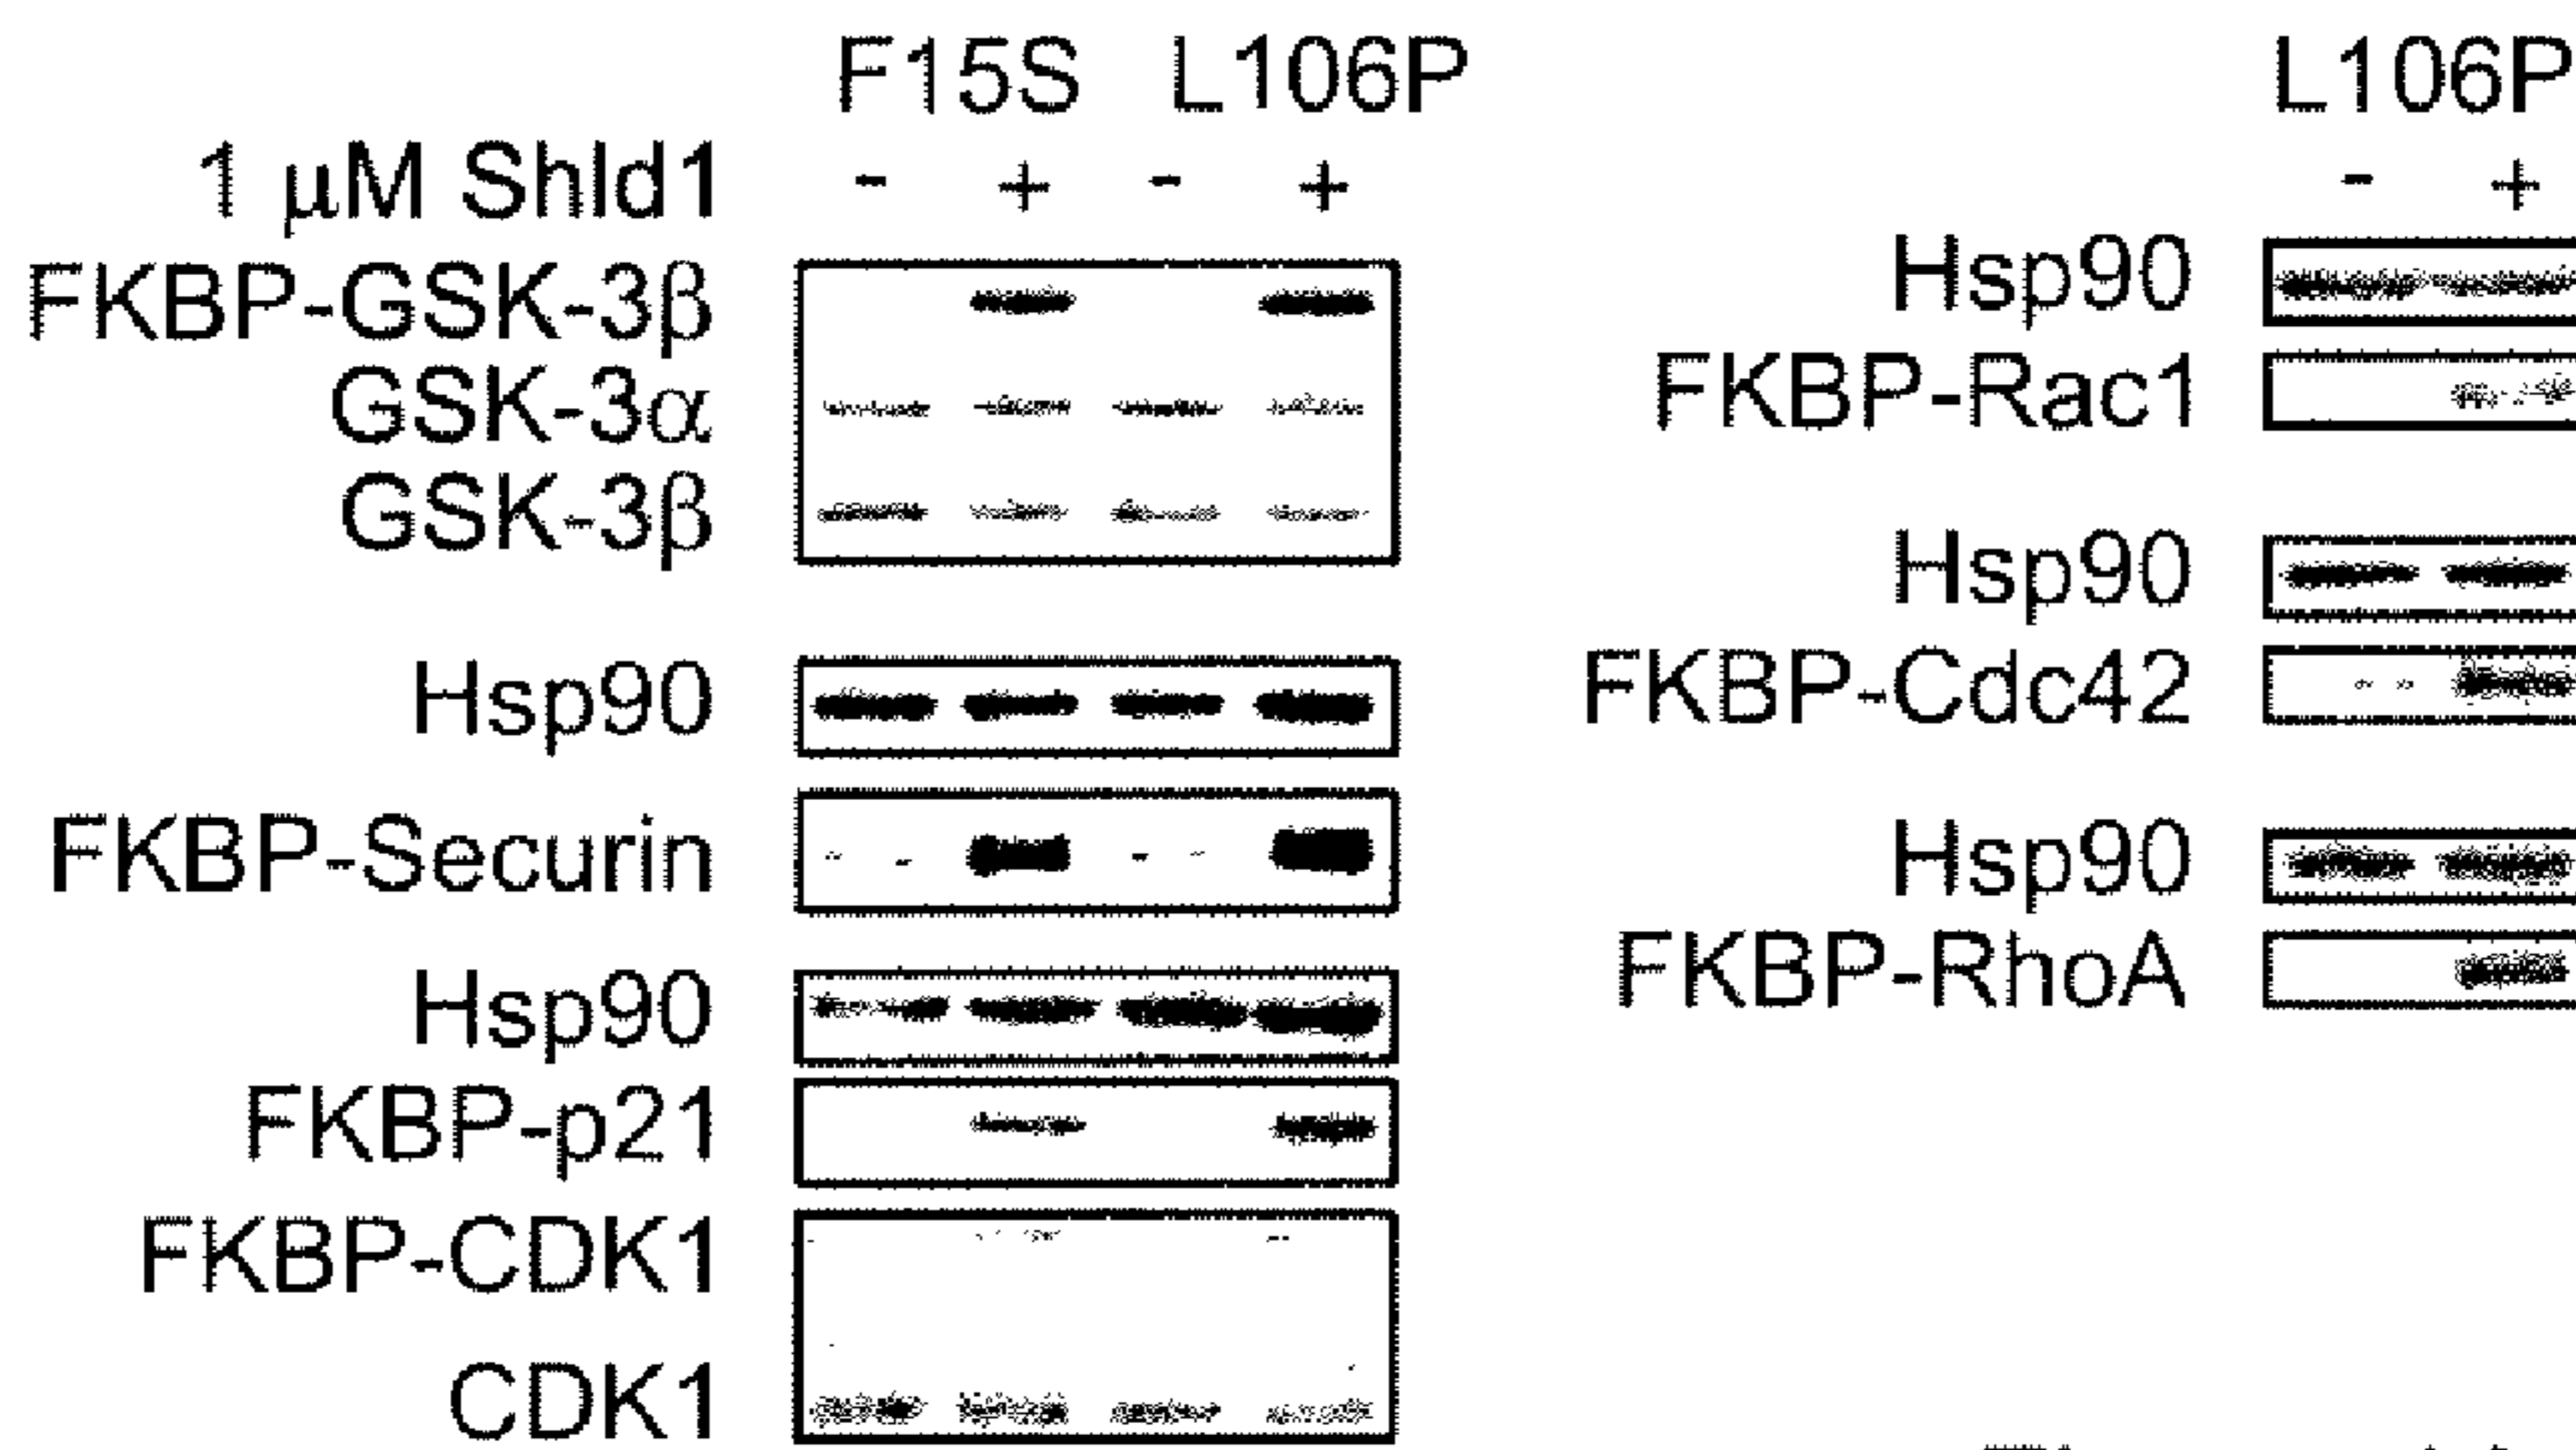 F15S L106P
1 μM Shld1 - + - +
FKBP-GSK-3β
GSK-3α
GSK-3β
Hsp90
FKBP-Securin
Hsp90
FKBP-p21
FKBP-CDK1
CDK1
L106P
- +
Hsp90
FKBP-Rac1
Hsp90
FKBP-Cdc42
Hsp90
FKBP-RhoA